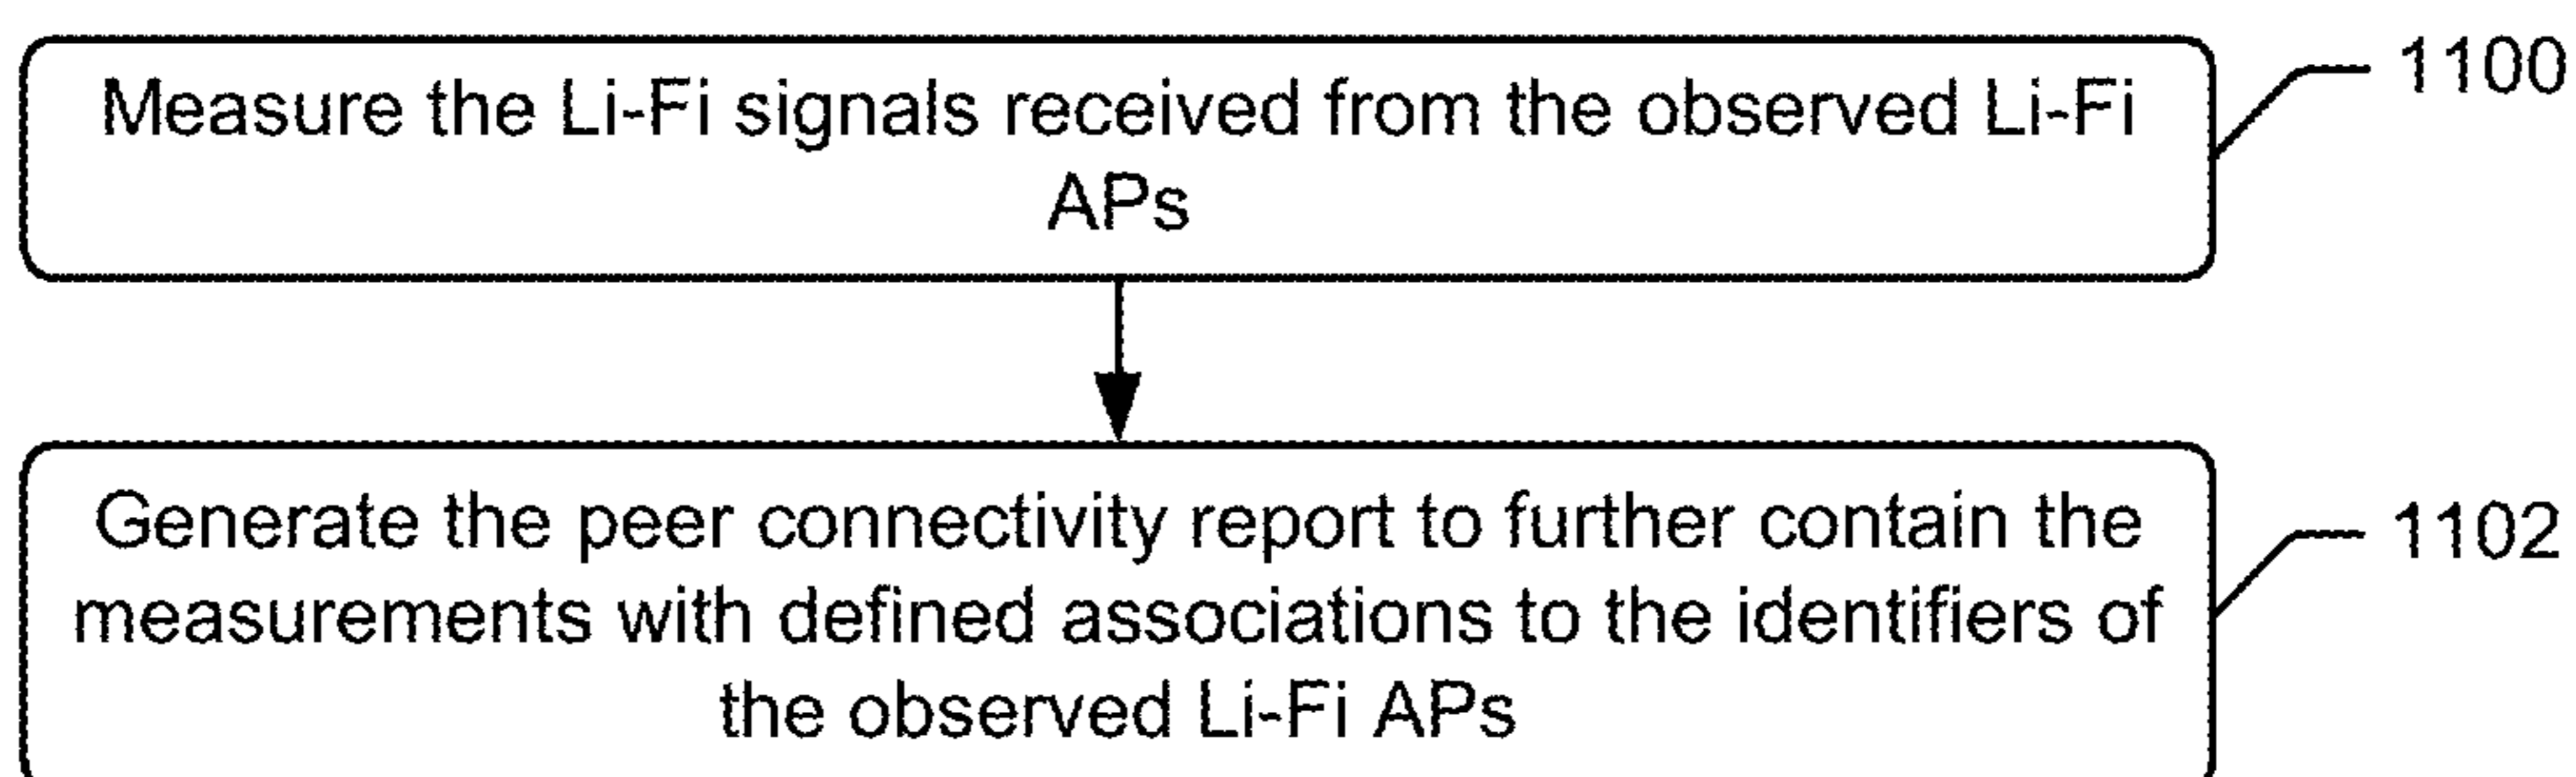 Measure the Li-Fi signals received from the observed Li-Fi
APs
1100
Generate the peer connectivity report to further contain the
measurements with defined associations to the identifiers of
the observed Li-Fi APs
1102